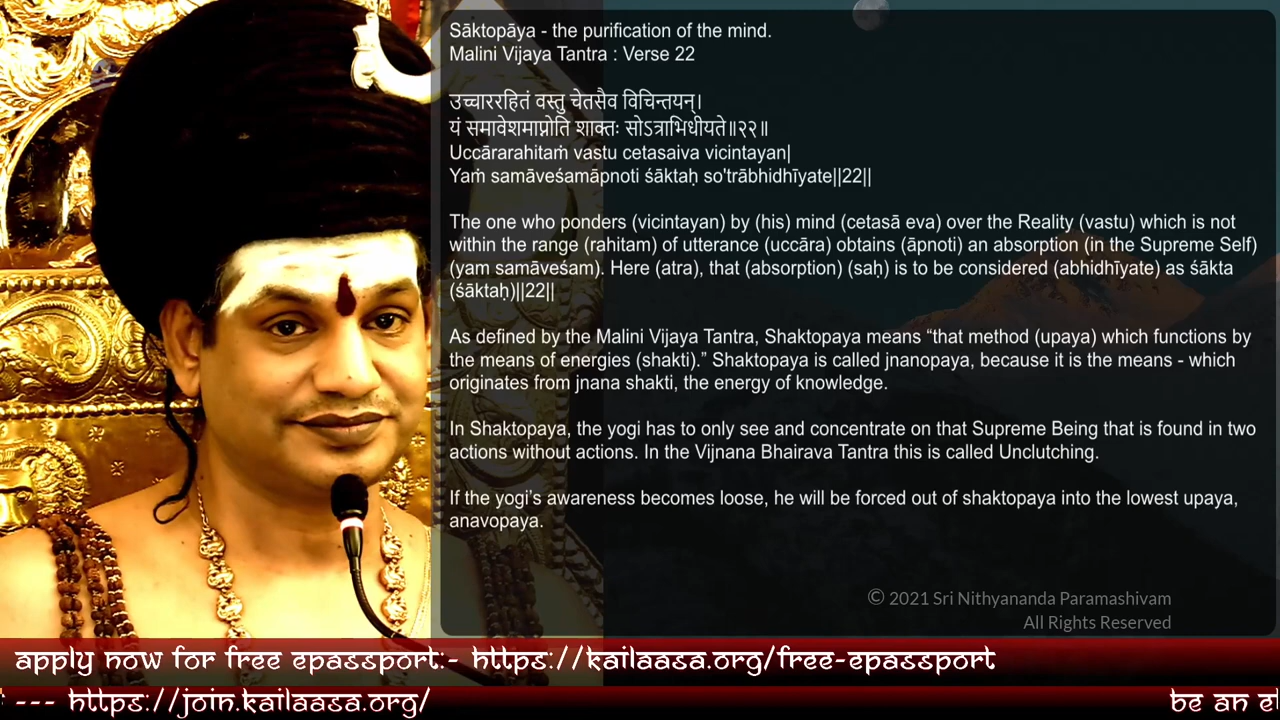 Sāktopāya - the purification of the mind.
Malini Vijaya Tantra : Verse 22
उच्चाररहितं वस्तु चेतसैव विचिन्तयन्।
यं समावेशमाप्नोति शाक्तः सोऽत्राभिधीयते॥२२॥
Uccārarahitaṁ vastu cetasaiva vicintayan|
Yaṁ samāveśamāpnoti śāktaḥ so'trābhidhīyate||22||
The one who ponders (vicintayan) by (his) mind (cetasā eva) over the Reality (vastu) which is not
within the range (rahitam) of utterance (uccāra) obtains (āpnoti) an absorption (in the Supreme Self)
(yam samāveśam). Here (atra), that (absorption) (saḥ) is to be considered (abhidhīyate) as śākta
(śāktaḥ)||22||
As defined by the Malini Vijaya Tantra, Shaktopaya means “that method (upaya) which functions by
the means of energies (shakti).” Shaktopaya is called jnanopaya, because it is the means - which
originates from jnana shakti, the energy of knowledge.
In Shaktopaya, the yogi has to only see and concentrate on that Supreme Being that is found in two
actions without actions. In the Vijnana Bhairava Tantra this is called Unclutching.
If the yogi’s awareness becomes loose, he will be forced out of shaktopaya into the lowest upaya,
anavopaya.
© 2021 Sri Nithyananda Paramashivam
All Rights Reserved
apply now for free epassport:- https://kailaasa.org/free-epassport
--- https://join.kailaasa.org/
be an